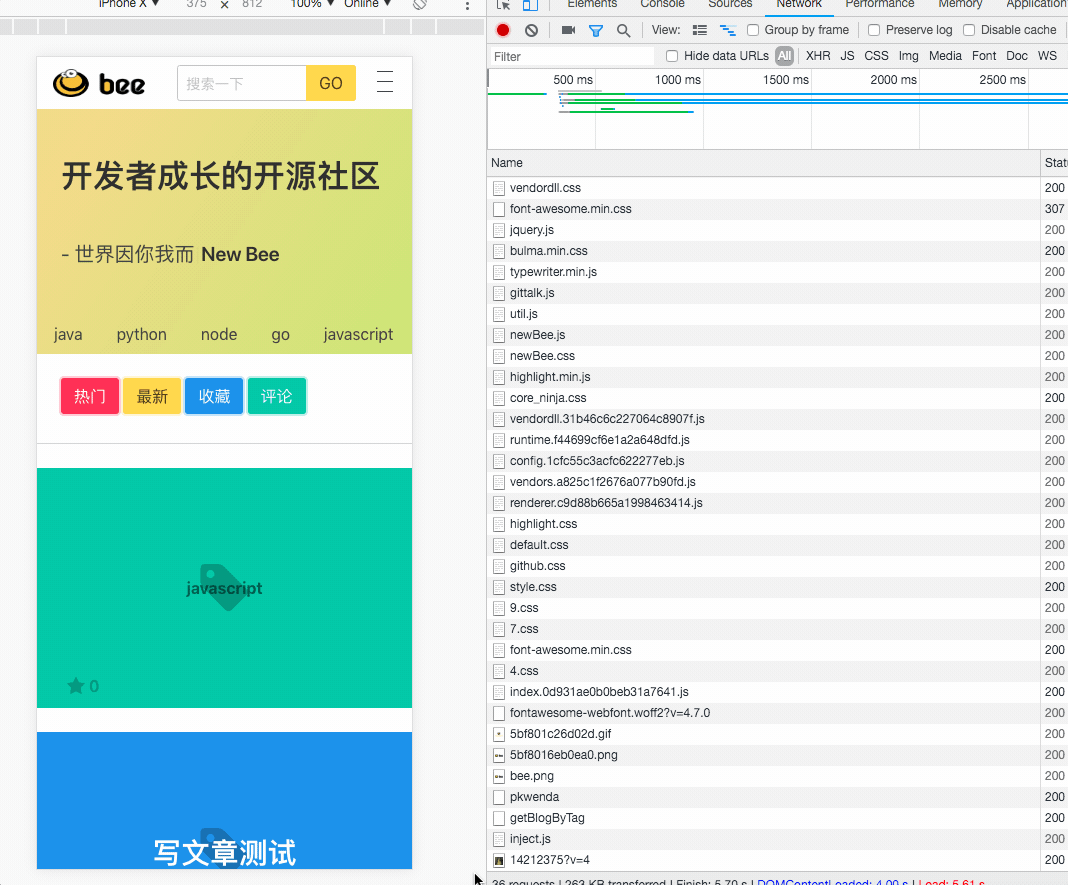 iPhone X ▼ 375 × 812 100% ▼ Online ▼
bee 搜索一下 GO
开发者成长的开源社区
- 世界因你我而 New Bee
java python node go javascript
热门 最新 收藏 评论
javascript
0
写文章测试
Elements Console Sources Network Performance Memory Application
View: Group by frame Preserve log Disable cache
Filter Hide data URLs All XHR JS CSS Img Media Font Doc WS
500 ms 1000 ms 1500 ms 2000 ms 2500 ms
Name Statu
vendordll.css 200
font-awesome.min.css 307
jquery.js 200
bulma.min.css 200
typewriter.min.js 200
gittalk.js 200
util.js 200
newBee.js 200
newBee.css 200
highlight.min.js 200
core_ninja.css 200
vendordll.31b46c6c227064c8907f.js 200
runtime.f44699cf6e1a2a648dfd.js 200
config.1cfc55c3acfc622277eb.js 200
vendors.a825c1f2676a077b90fd.js 200
renderer.c9d88b665a1998463414.js 200
highlight.css 200
default.css 200
github.css 200
style.css 200
9.css 200
7.css 200
font-awesome.min.css 200
4.css 200
index.0d931ae0b0beb31a7641.js 200
fontawesome-webfont.woff2?v=4.7.0 200
5bf801c26d02d.gif 200
5bf8016eb0ea0.png 200
bee.png 200
pkwenda 200
getBlogByTag 200
inject.js 200
14212375?v=4 200
36 requests | 263 KB transferred | Finish: 5.70 s | DOMContentLoaded: 4.00 s | Load: 5.61 s